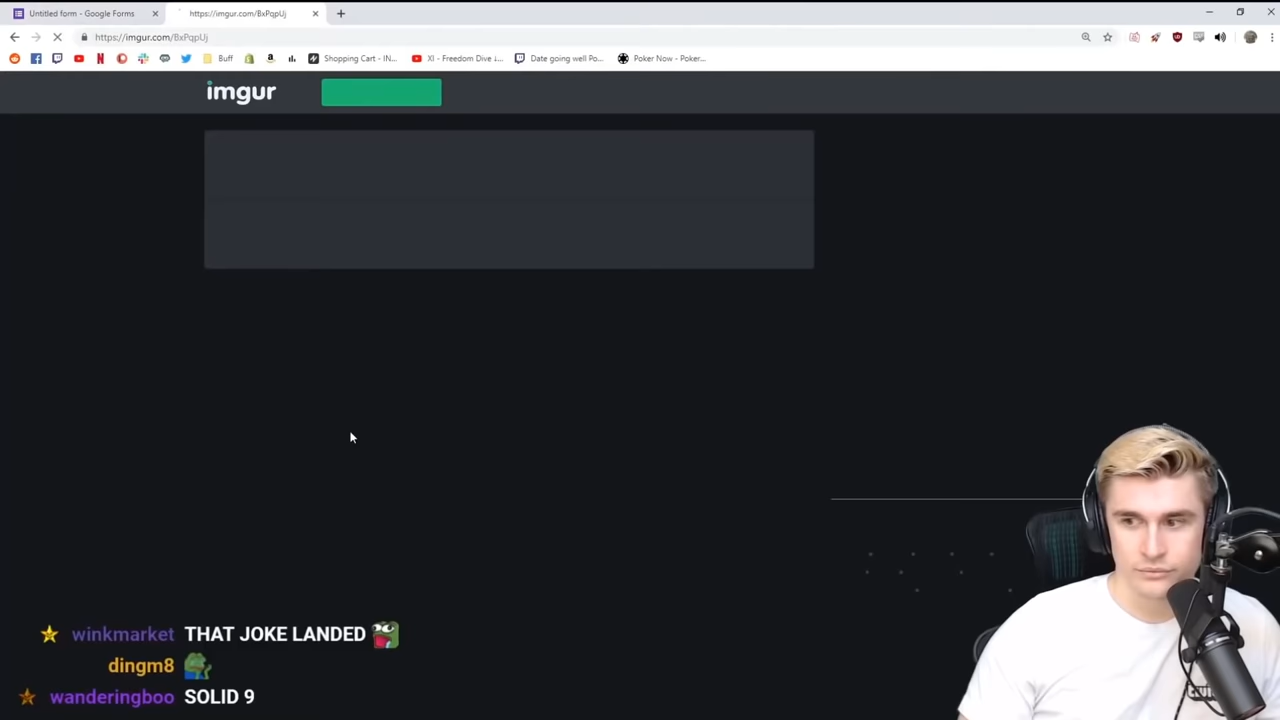 Untitled form - Google Forms
https://imgur.com/BxPqpUj
https://imgur.com/BxPqpUj
Buff
Shopping Cart - IN...
XI - Freedom Dive ↓...
Date going well Po...
Poker Now - Poker...
imgur
winkmarket THAT JOKE LANDED
dingm8
wanderingboo SOLID 9